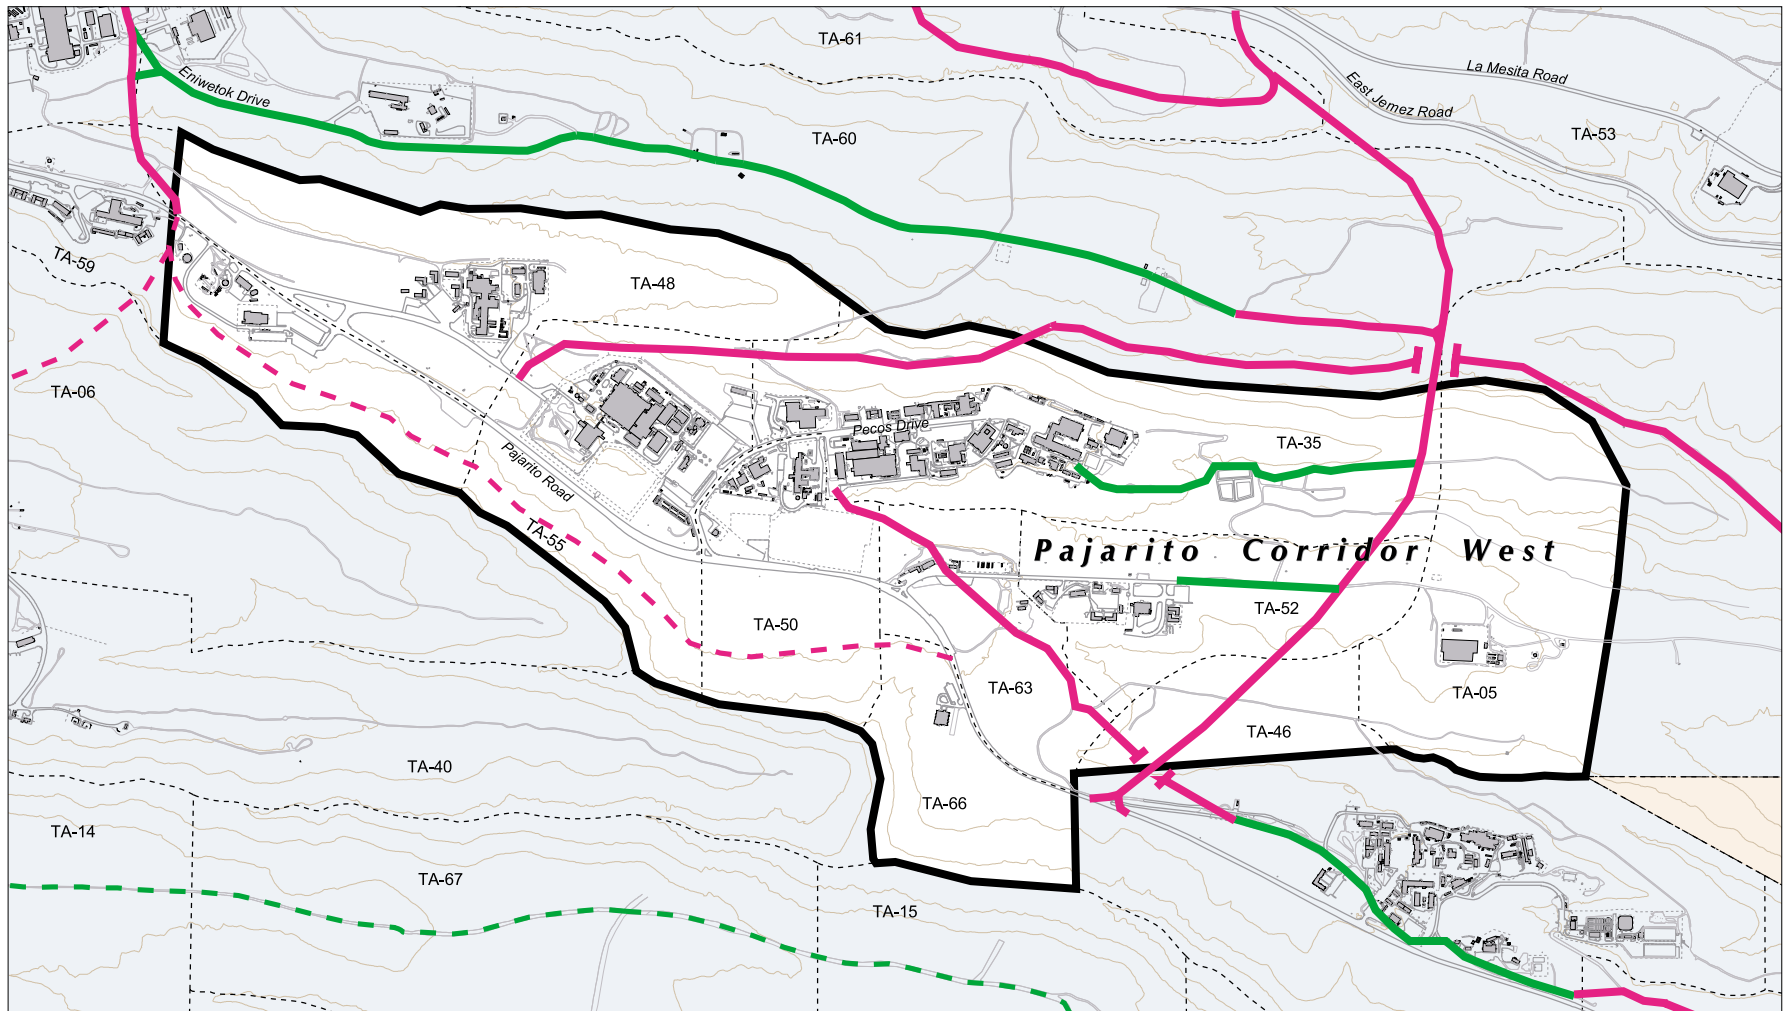 TA-61
La Mesita Road
East Jemez Road
Eniwetok Drive
TA-60
TA-53
TA-59
TA-48
TA-06
Pecos Drive
TA-35
Pajarito Road
TA-55
Pajarito Corridor West
TA-52
TA-50
TA-63
TA-05
TA-46
TA-40
TA-66
TA-14
TA-67
TA-15